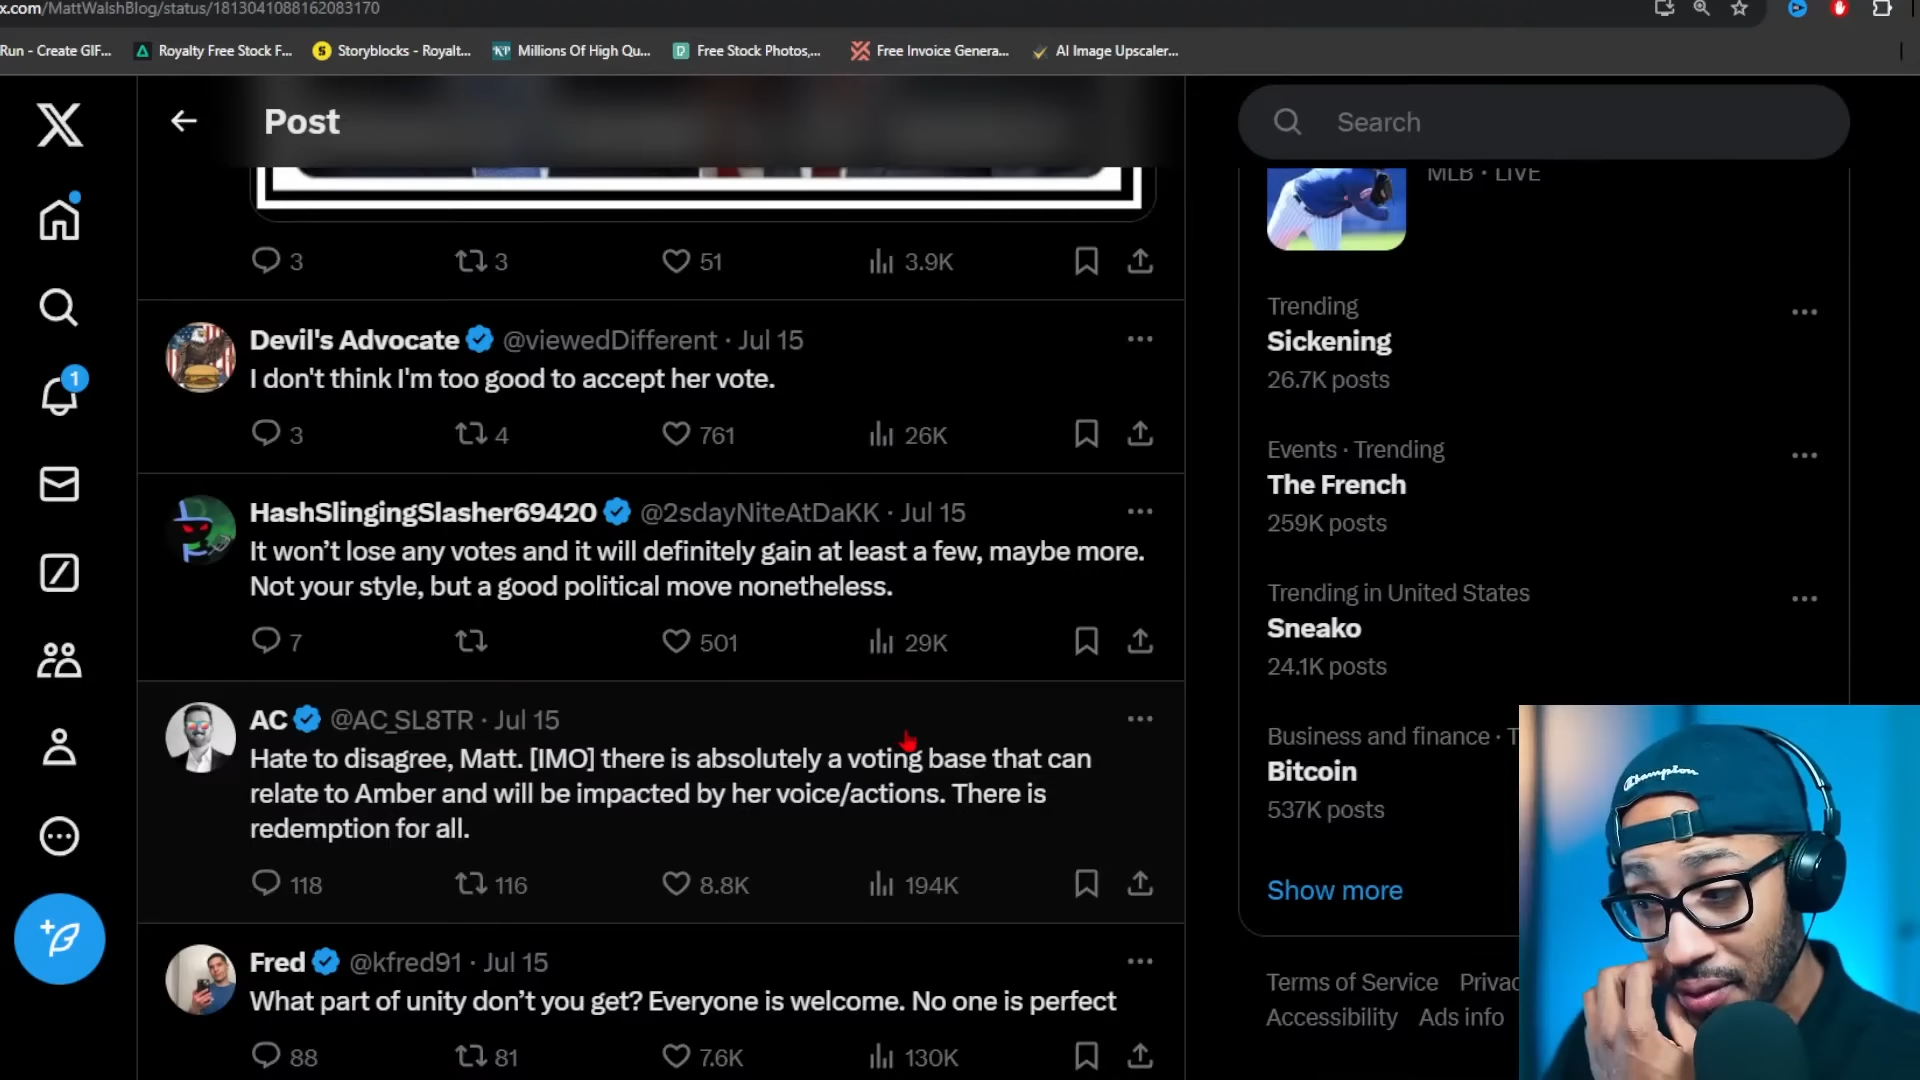 x.com/MattWalshBlog/status/1813041088162083170
Run - Create GIF... Royalty Free Stock F... Storyblocks - Royalt... Millions Of High Qu... Free Stock Photos,... Free Invoice Genera... AI Image Upscaler...
Post
Search
MLB · LIVE
3 3 51 3.9K
Devil's Advocate @viewedDifferent · Jul 15
I don't think I'm too good to accept her vote.
3 4 761 26K
HashSlingingSlasher69420 @2sdayNiteAtDaKK · Jul 15
It won't lose any votes and it will definitely gain at least a few, maybe more.
Not your style, but a good political move nonetheless.
7 501 29K
AC @AC_SL8TR · Jul 15
Hate to disagree, Matt. [IMO] there is absolutely a voting base that can
relate to Amber and will be impacted by her voice/actions. There is
redemption for all.
118 116 8.8K 194K
Fred @kfred91 · Jul 15
What part of unity don't you get? Everyone is welcome. No one is perfect
88 81 7.6K 130K
1
Trending
Sickening
26.7K posts
Events · Trending
The French
259K posts
Trending in United States
Sneako
24.1K posts
Business and finance · T
Bitcoin
537K posts
Show more
Terms of Service Privac
Accessibility Ads info
Champion